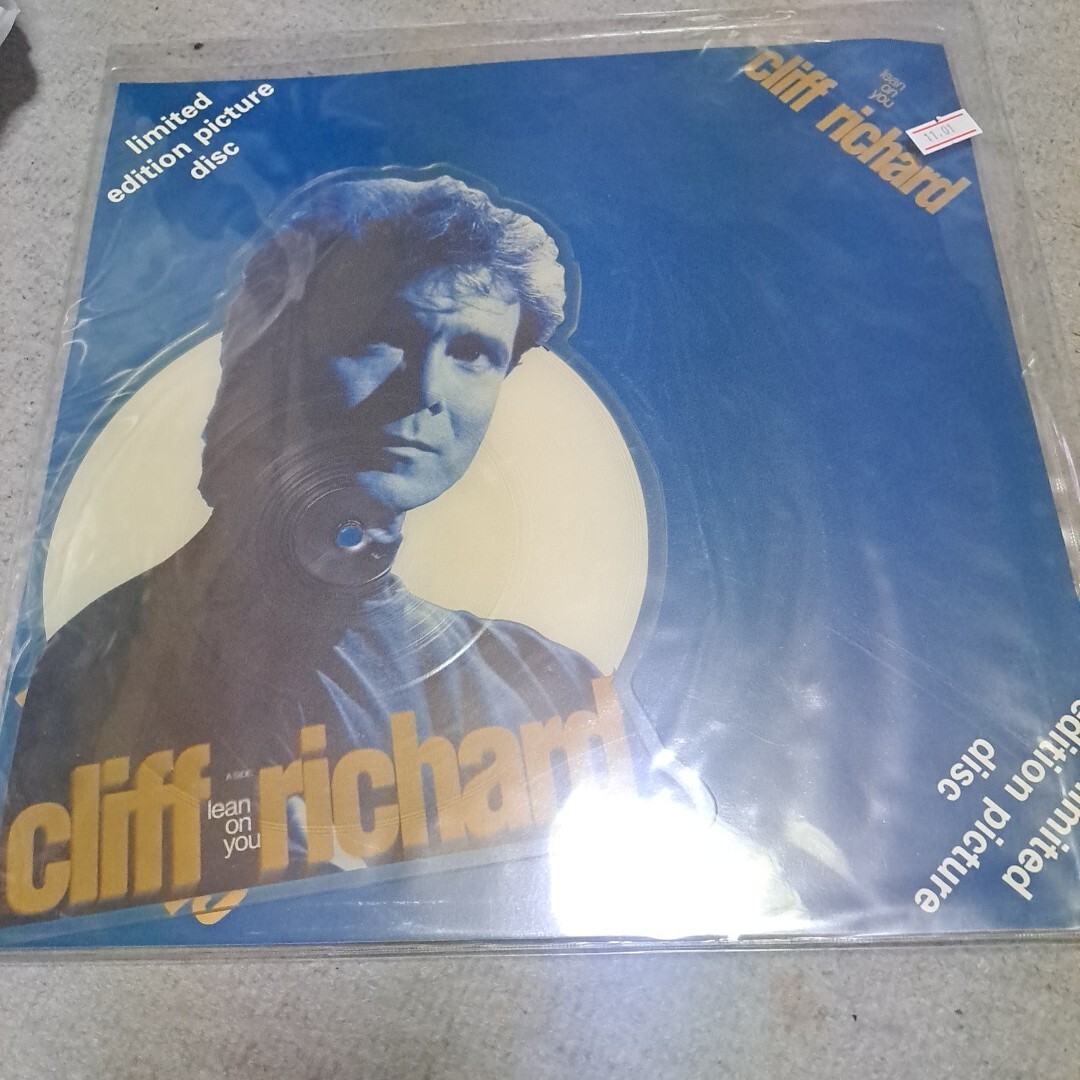 limited
edition picture
disc
lean
on
you
cliff richard
11.01
A SIDE:
cliff richard
lean
on
you
limited
edition picture
disc